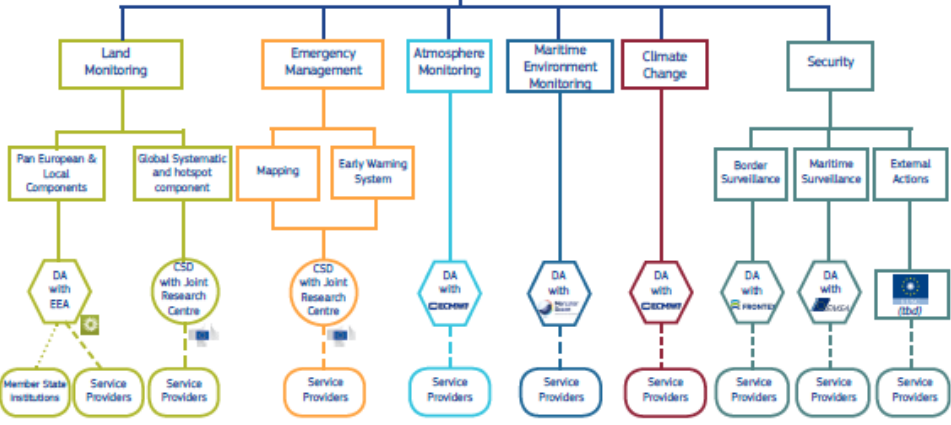 Land
Monitoring
Emergency
Management
Atmosphere
Monitoring
Maritime
Environment
Monitoring
Climate
Change
Security
Pan European &
Local
Components
Global Systematic
and hotspot
component
Mapping
Early Warning
System
Border
Surveillance
Maritime
Surveillance
External
Actions
DA
with
EEA
CSD
with Joint
Research
Centre
CSD
with Joint
Research
Centre
DA
with
ECMWF
DA
with
DA
with
ECMWF
DA
with
FRONTEX
DA
with
EMSA
(tbd)
Member State
Institutions
Service
Providers
Service
Providers
Service
Providers
Service
Providers
Service
Providers
Service
Providers
Service
Providers
Service
Providers
Service
Providers